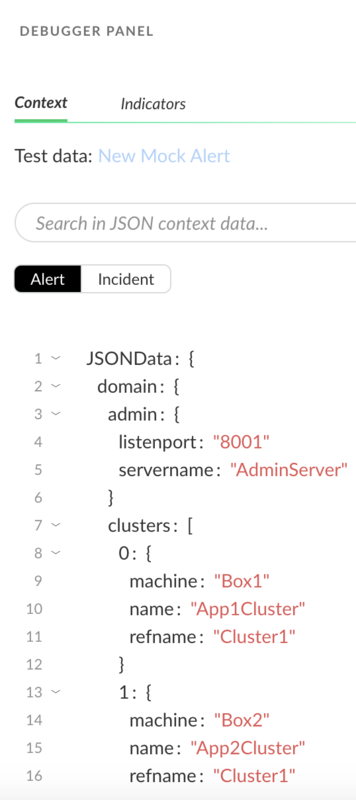 DEBUGGER PANEL
Context Indicators
Test data: New Mock Alert
Search in JSON context data...
Alert Incident
1 JSONData: {
2 domain: {
3 admin: {
4 listenport: "8001"
5 servername: "AdminServer"
6 }
7 clusters: [
8 0: {
9 machine: "Box1"
10 name: "App1Cluster"
11 refname: "Cluster1"
12 }
13 1: {
14 machine: "Box2"
15 name: "App2Cluster"
16 refname: "Cluster1"